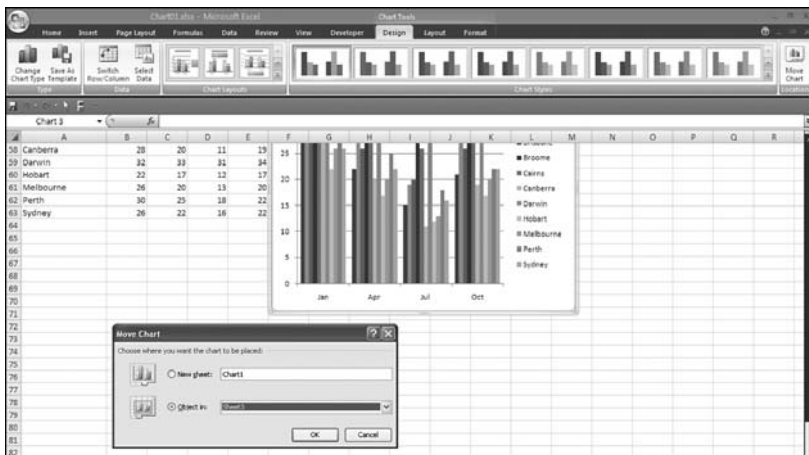 Chart01.xlsx - Microsoft Excel
Chart Tools
Home Insert Page Layout Formulas Data Review View Developer Design Layout Format
Change Chart Type
Save As Template
Switch Row/Column
Select Data
Move Chart
Type Data Chart Layouts Chart Styles Location
Chart 3 fx
A B C D E F G H I J K L M N O P Q R
58 Canberra 28 20 11 19
59 Darwin 32 33 31 34
60 Hobart 22 17 12 17
61 Melbourne 26 20 13 20
62 Perth 30 25 18 22
63 Sydney 26 22 16 22
64
65
66
67
68
69
70
71
72
73
74
75
76
77
78
79
80
81
82
25
20
15
10
5
0
Jan Apr Jul Oct
Brisbane
Broome
Cairns
Canberra
Darwin
Hobart
Melbourne
Perth
Sydney
Move Chart
Choose where you want the chart to be placed:
New sheet: Chart1
Object in: Sheet3
OK Cancel